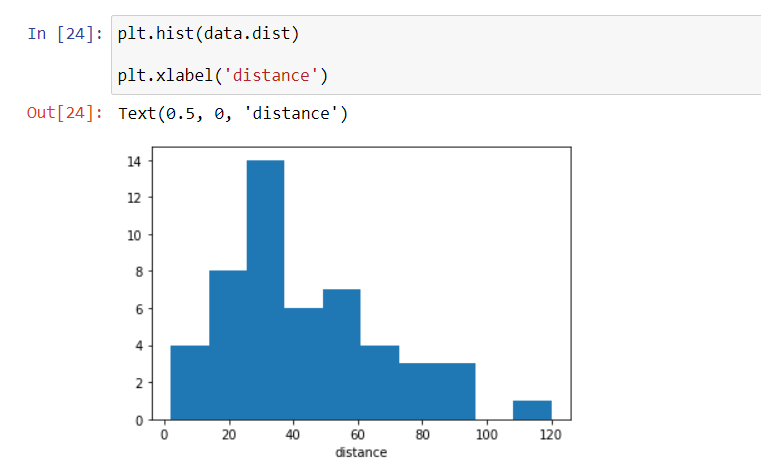 In [24]: plt.hist(data.dist)
plt.xlabel('distance')
Out[24]: Text(0.5, 0, 'distance')
14
12
10
8
6
4
2
0
0 20 40 60 80 100 120
distance